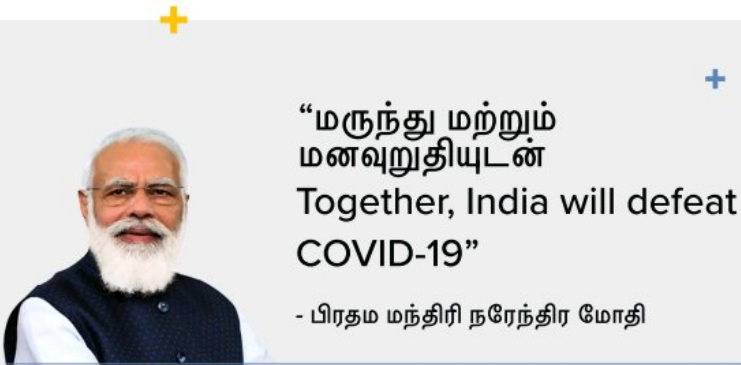 “மருந்து மற்றும்
மனவுறுதியுடன்
Together, India will defeat
COVID-19”
- பிரதம மந்திரி நரேந்திர மோதி